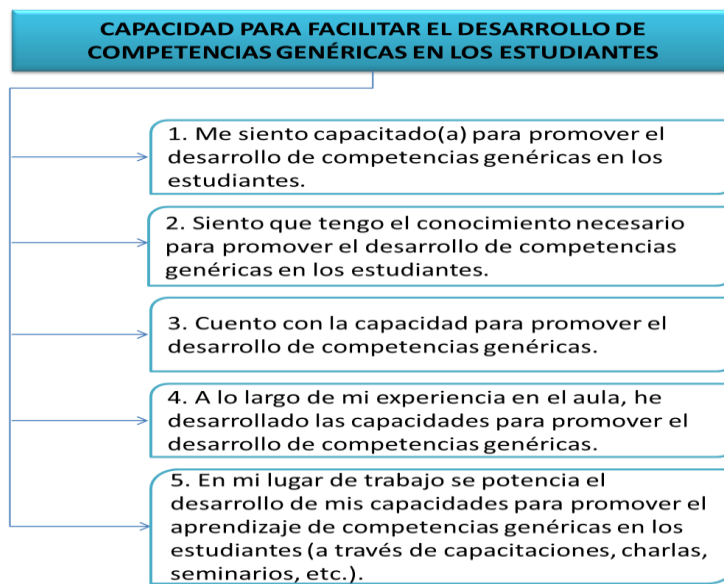 CAPACIDAD PARA FACILITAR EL DESARROLLO DE
COMPETENCIAS GENÉRICAS EN LOS ESTUDIANTES
1. Me siento capacitado(a) para promover el
desarrollo de competencias genéricas en los
estudiantes.
2. Siento que tengo el conocimiento necesario
para promover el desarrollo de competencias
genéricas en los estudiantes.
3. Cuento con la capacidad para promover el
desarrollo de competencias genéricas.
4. A lo largo de mi experiencia en el aula, he
desarrollado las capacidades para promover el
desarrollo de competencias genéricas.
5. En mi lugar de trabajo se potencia el
desarrollo de mis capacidades para promover el
aprendizaje de competencias genéricas en los
estudiantes (a través de capacitaciones, charlas,
seminarios, etc.).